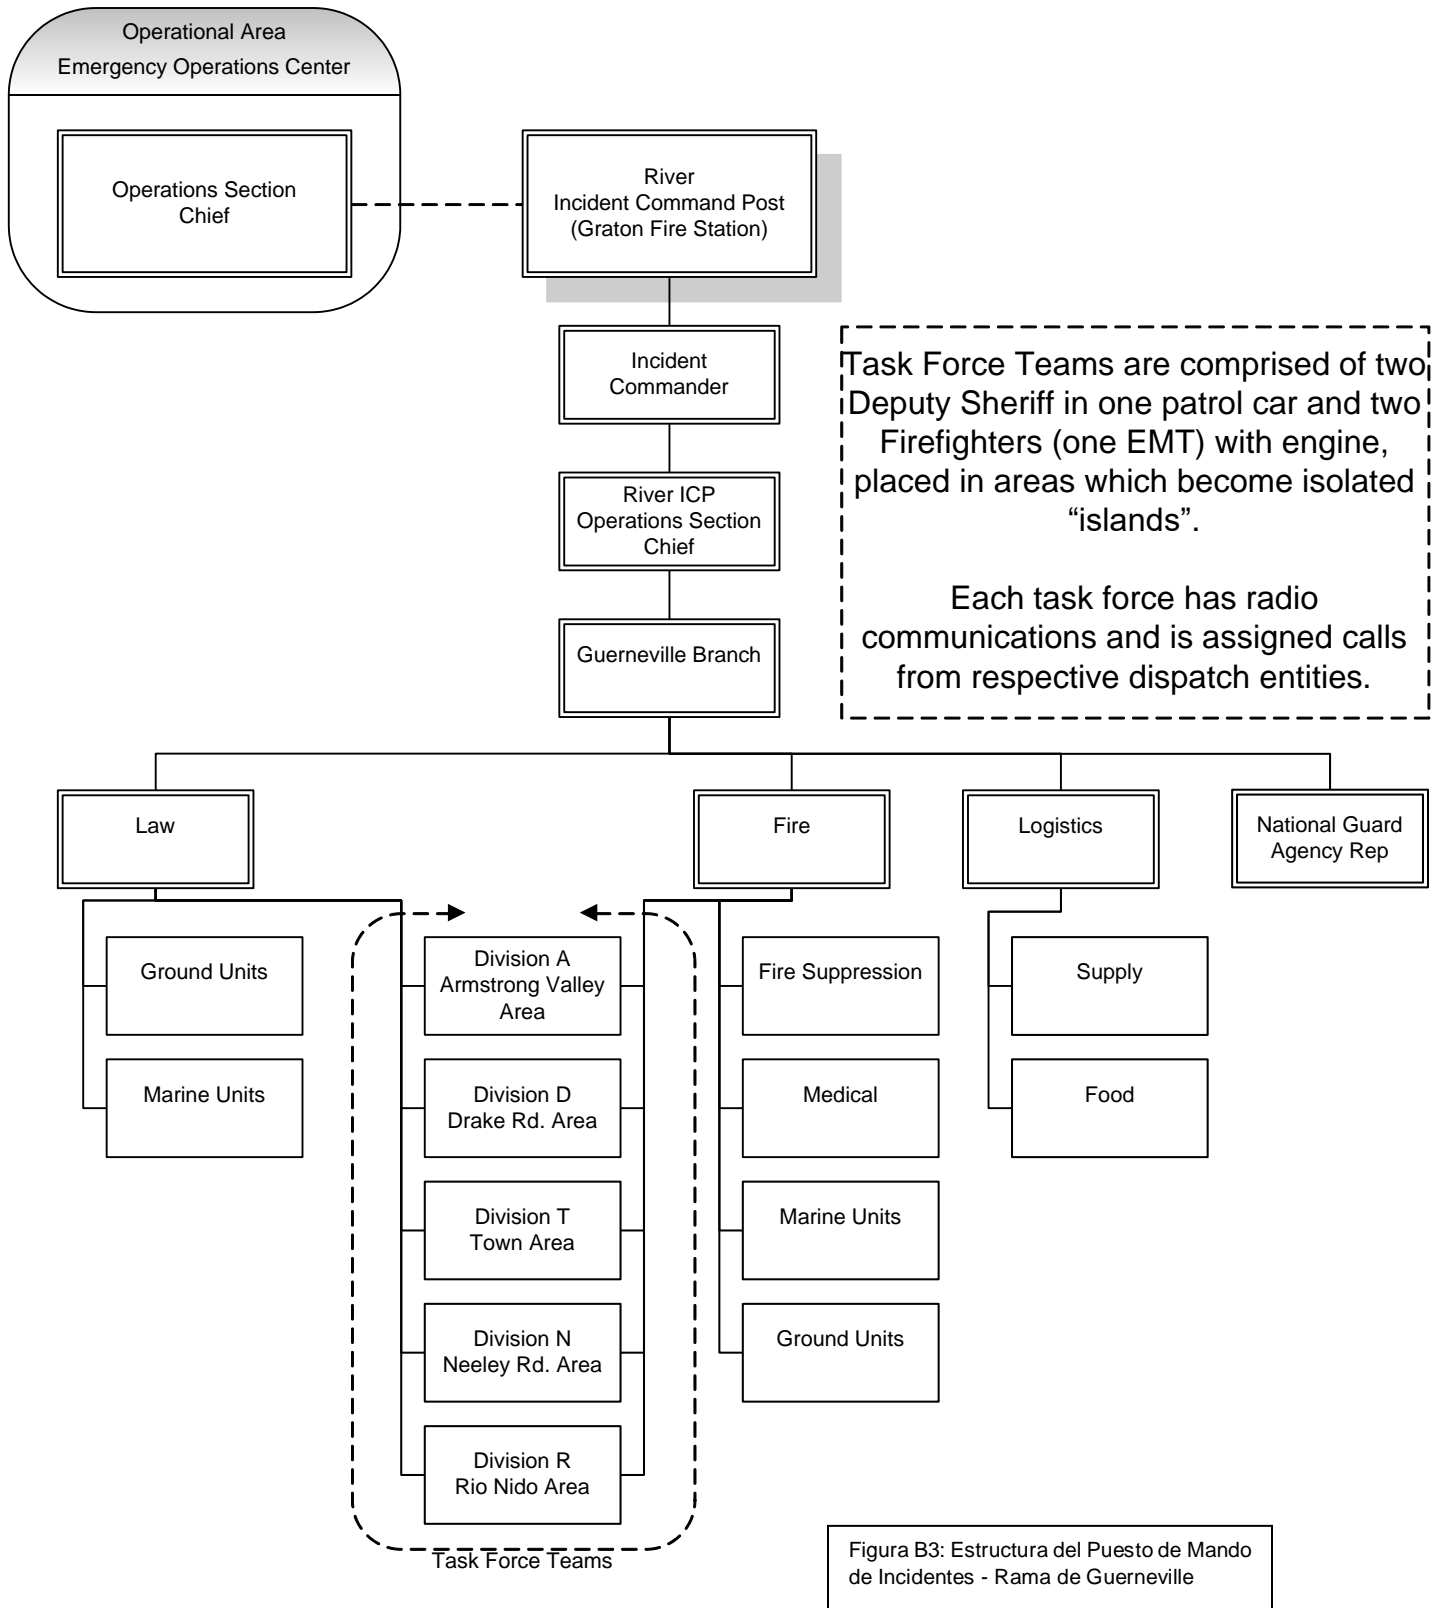 Operational Area
Emergency Operations Center
Operations Section
Chief
River
Incident Command Post
(Graton Fire Station)
Incident
Commander
River ICP
Operations Section
Chief
Guerneville Branch
Task Force Teams are comprised of two
Deputy Sheriff in one patrol car and two
Firefighters (one EMT) with engine,
placed in areas which become isolated
“islands”.
Each task force has radio
communications and is assigned calls
from respective dispatch entities.
Law
Fire
Logistics
National Guard
Agency Rep
Ground Units
Marine Units
Division A
Armstrong Valley
Area
Division D
Drake Rd. Area
Division T
Town Area
Division N
Neeley Rd. Area
Division R
Rio Nido Area
Task Force Teams
Fire Suppression
Medical
Marine Units
Ground Units
Supply
Food
Figura B3: Estructura del Puesto de Mando
de Incidentes - Rama de Guerneville